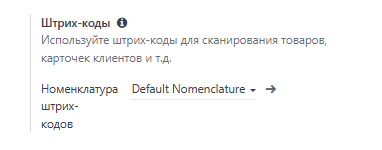 Штрих-коды
Используйте штрих-коды для сканирования товаров,
карточек клиентов и т.д.
Номенклатура Default Nomenclature
штрих-
кодов